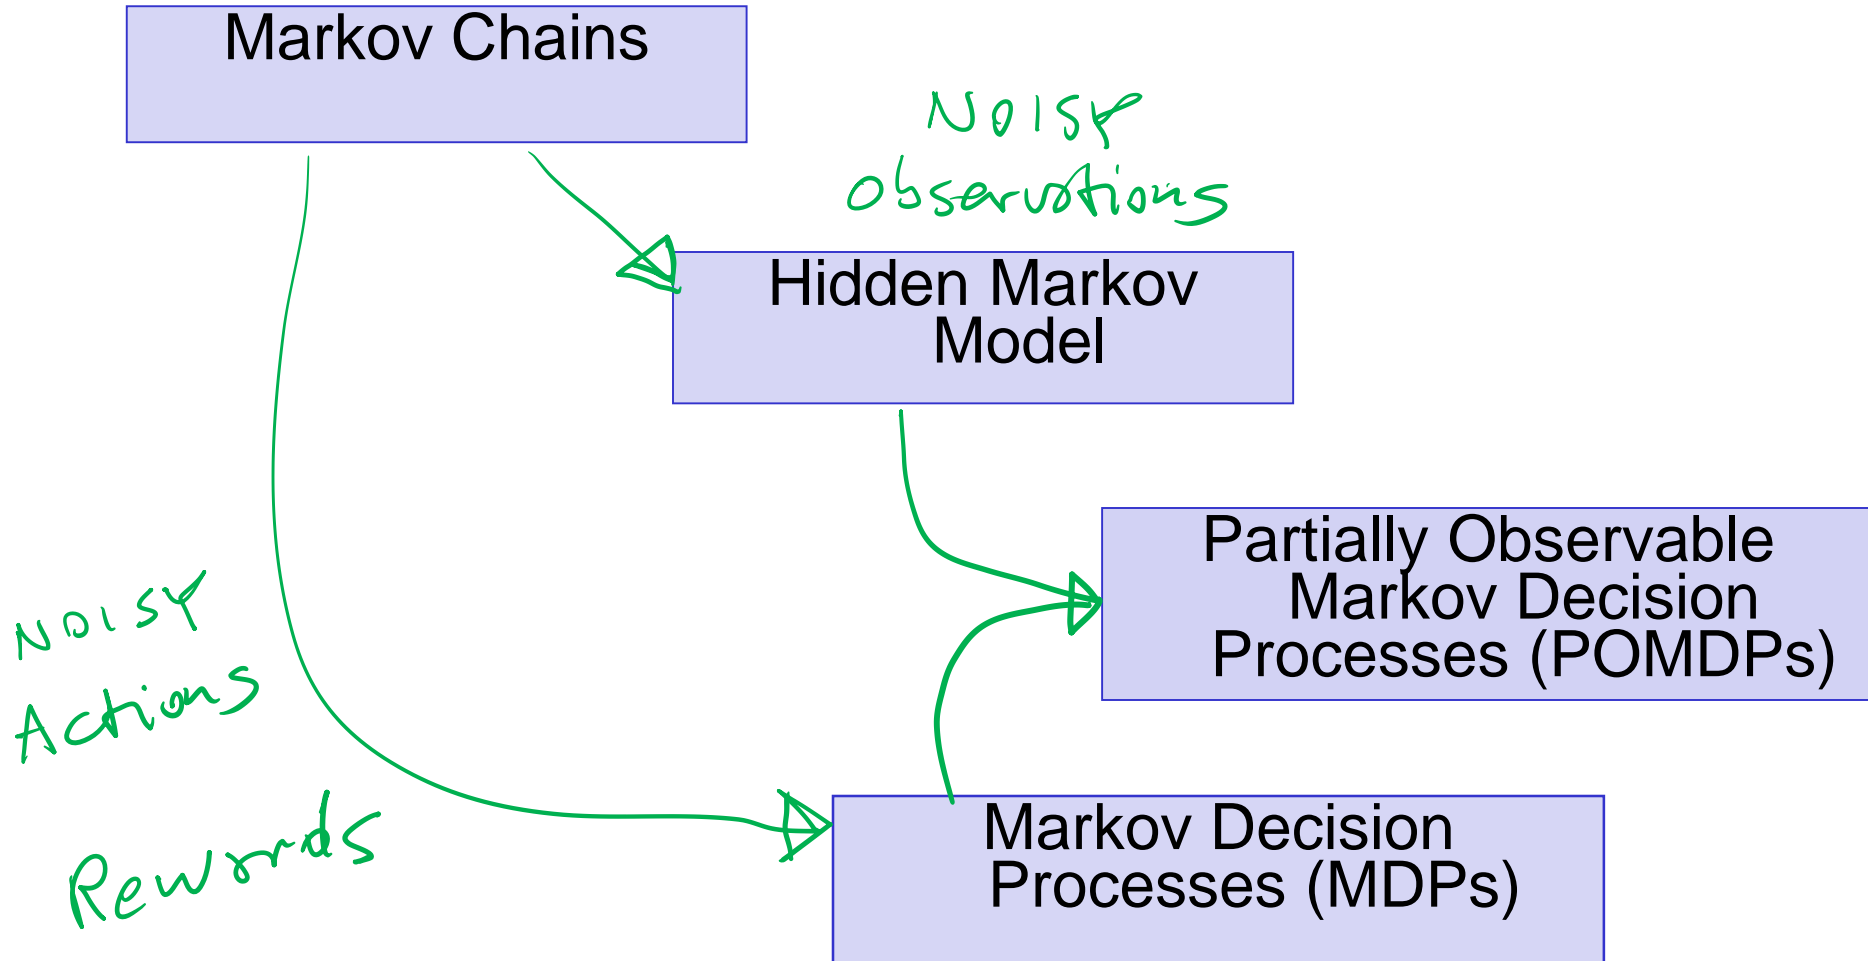 Markov Chains
NOISY
observations
Hidden Markov
Model
Partially Observable
Markov Decision
Processes (POMDPs)
NOISY
Actions
Rewards
Markov Decision
Processes (MDPs)